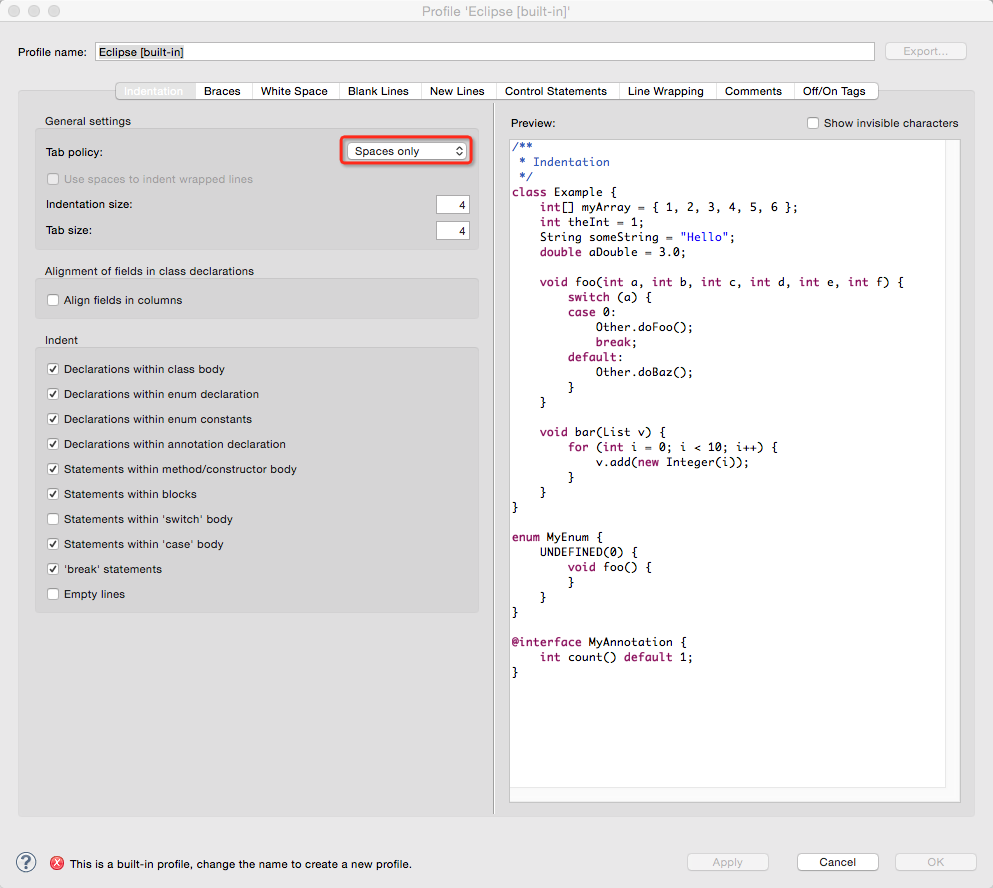 Profile 'Eclipse [built-in]'
Profile name: Eclipse [built-in] Export...
Indentation Braces White Space Blank Lines New Lines Control Statements Line Wrapping Comments Off/On Tags
General settings
Tab policy: Spaces only
Use spaces to indent wrapped lines
Indentation size: 4
Tab size: 4
Alignment of fields in class declarations
Align fields in columns
Indent
Declarations within class body
Declarations within enum declaration
Declarations within enum constants
Declarations within annotation declaration
Statements within method/constructor body
Statements within blocks
Statements within 'switch' body
Statements within 'case' body
'break' statements
Empty lines
Preview: Show invisible characters
/**
 * Indentation
 */
class Example {
    int[] myArray = { 1, 2, 3, 4, 5, 6 };
    int theInt = 1;
    String someString = "Hello";
    double aDouble = 3.0;

    void foo(int a, int b, int c, int d, int e, int f) {
        switch (a) {
        case 0:
            Other.doFoo();
            break;
        default:
            Other.doBaz();
        }
    }

    void bar(List v) {
        for (int i = 0; i < 10; i++) {
            v.add(new Integer(i));
        }
    }
}

enum MyEnum {
    UNDEFINED(0) {
        void foo() {
        }
    }
}

@interface MyAnnotation {
    int count() default 1;
}
? This is a built-in profile, change the name to create a new profile. Apply Cancel OK